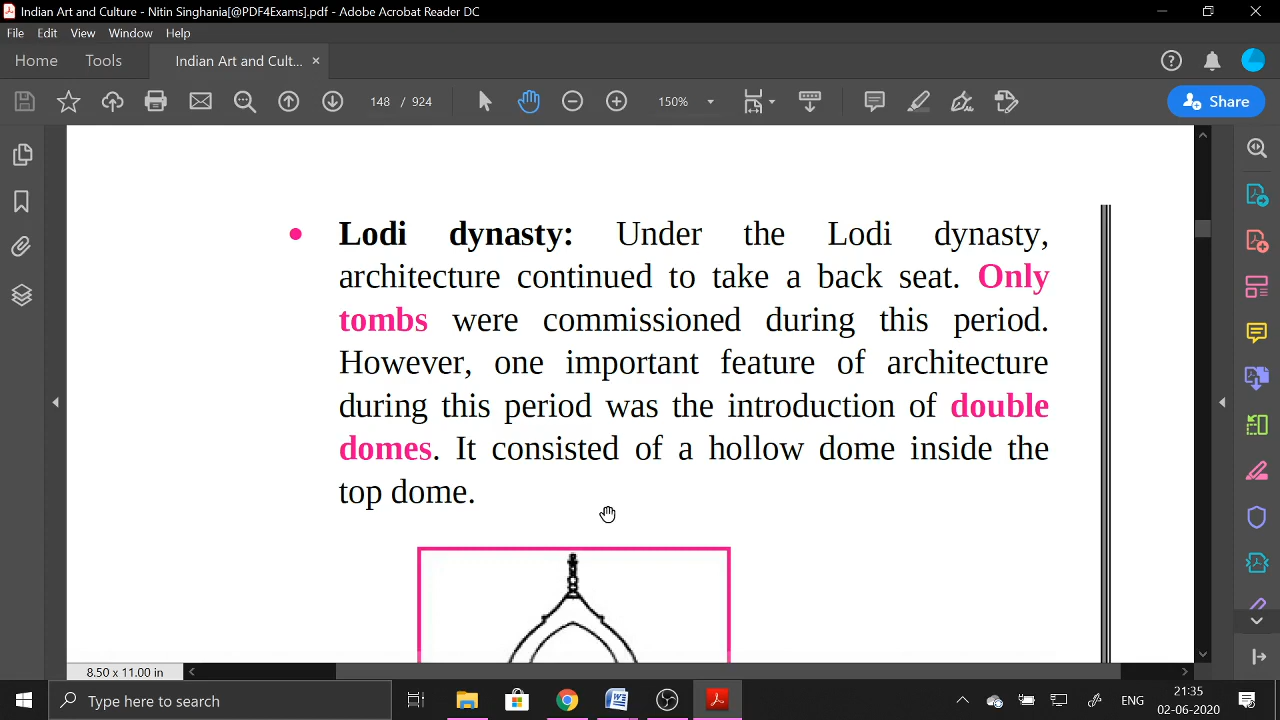 Indian Art and Culture - Nitin Singhania[@PDF4Exams].pdf - Adobe Acrobat Reader DC
File Edit View Window Help
Home Tools Indian Art and Cult... ×
148 / 924 150% Share
Lodi dynasty: Under the Lodi dynasty,
architecture continued to take a back seat. Only
tombs were commissioned during this period.
However, one important feature of architecture
during this period was the introduction of double
domes. It consisted of a hollow dome inside the
top dome.
8.50 x 11.00 in
Type here to search
ENG
21:35
02-06-2020